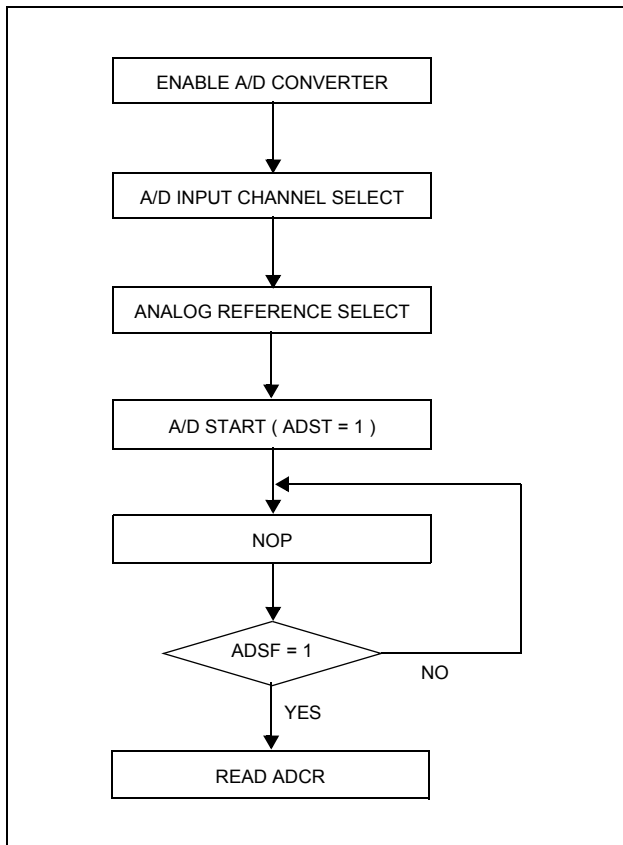 ENABLE A/D CONVERTER
A/D INPUT CHANNEL SELECT
ANALOG REFERENCE SELECT
A/D START ( ADST = 1 )
NOP
ADSF = 1
NO
YES
READ ADCR